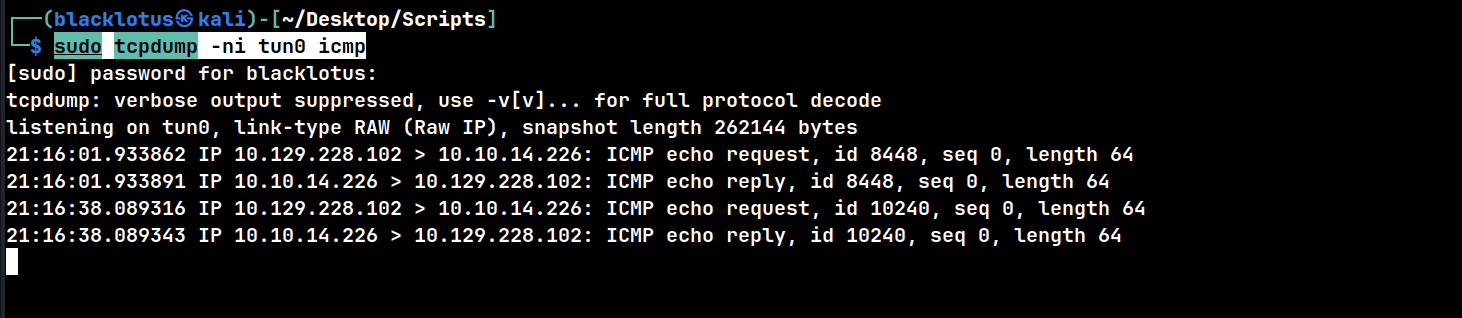 ┌──(blacklotus㉿kali)-[~/Desktop/Scripts]
└─$ sudo tcpdump -ni tun0 icmp
[sudo] password for blacklotus:
tcpdump: verbose output suppressed, use -v[v]... for full protocol decode
listening on tun0, link-type RAW (Raw IP), snapshot length 262144 bytes
21:16:01.933862 IP 10.129.228.102 > 10.10.14.226: ICMP echo request, id 8448, seq 0, length 64
21:16:01.933891 IP 10.10.14.226 > 10.129.228.102: ICMP echo reply, id 8448, seq 0, length 64
21:16:38.089316 IP 10.129.228.102 > 10.10.14.226: ICMP echo request, id 10240, seq 0, length 64
21:16:38.089343 IP 10.10.14.226 > 10.129.228.102: ICMP echo reply, id 10240, seq 0, length 64